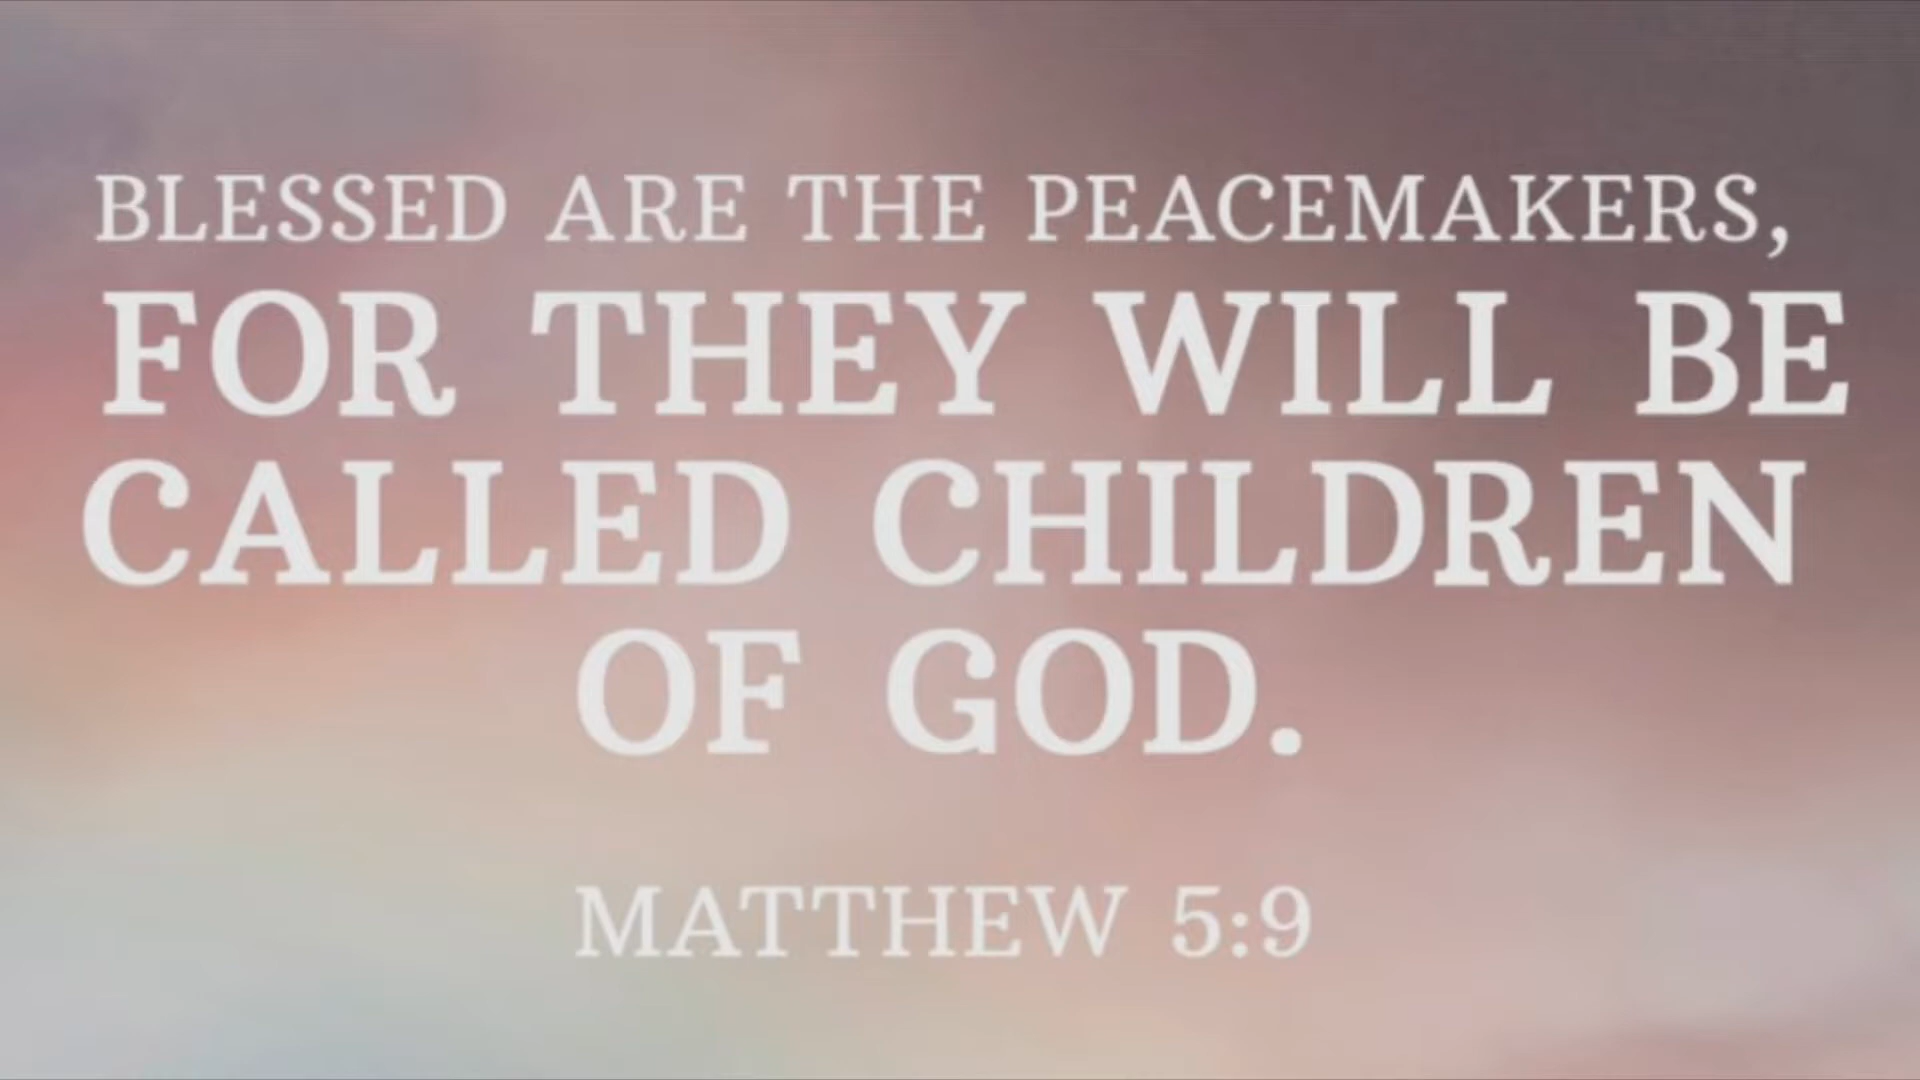 BLESSED ARE THE PEACEMAKERS,
FOR THEY WILL BE
CALLED CHILDREN
OF GOD.
MATTHEW 5:9